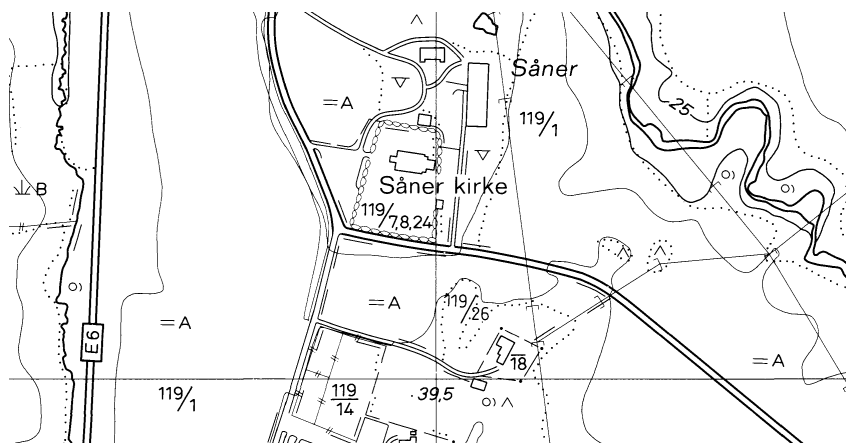 Såner
25
=A
119/1
B
Såner kirke
119/7,8,24
=A
119/26
=A
E6
18
=A
119/1
119/14
39,5